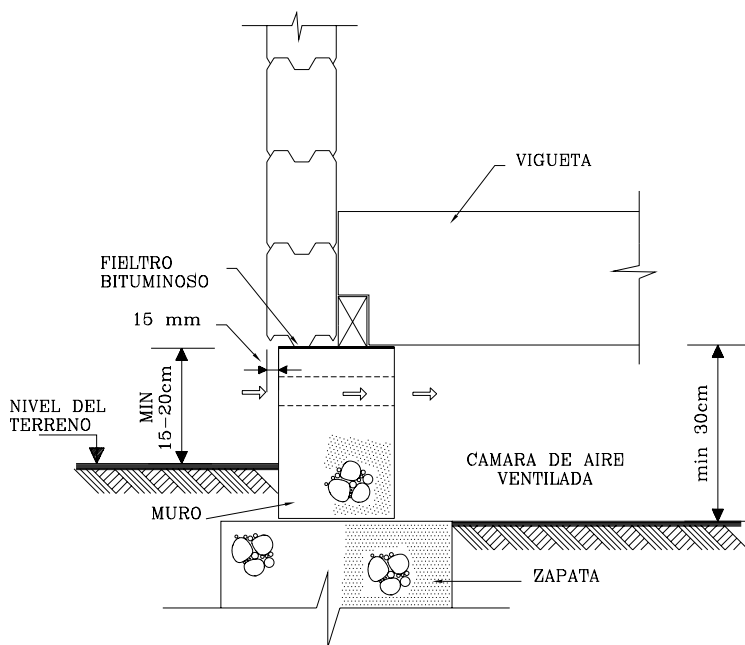 VIGUETA
FIELTRO
BITUMINOSO
15 mm
MIN
15-20cm
NIVEL DEL
TERRENO
min 30cm
CAMARA DE AIRE
VENTILADA
MURO
ZAPATA